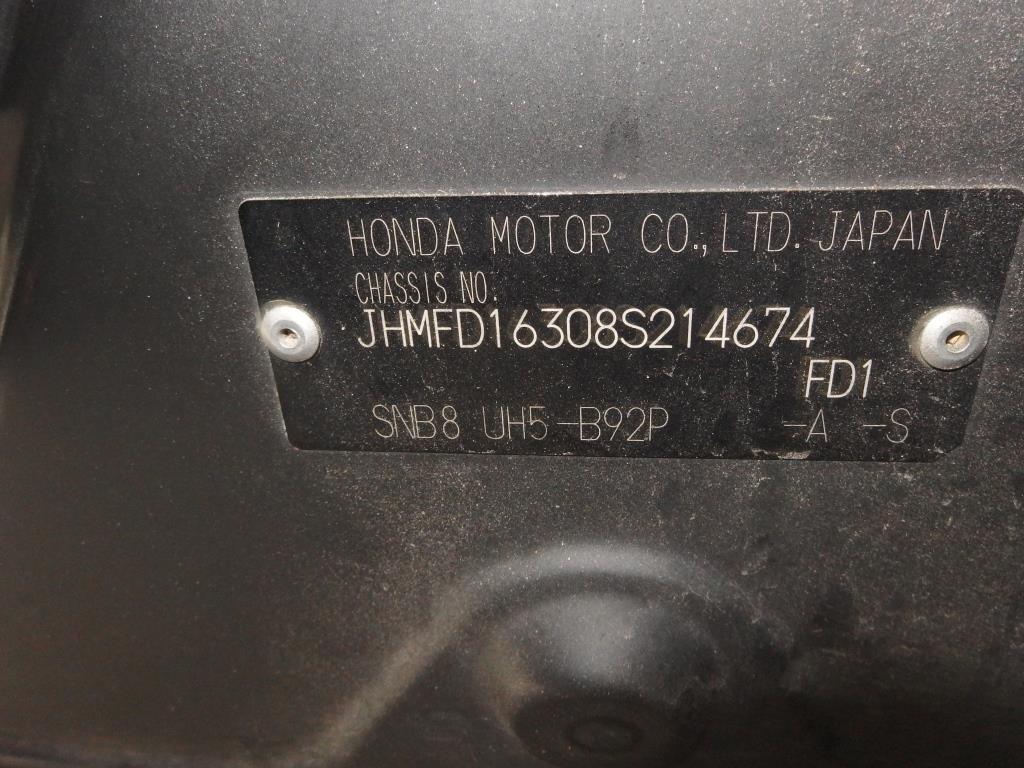 HONDA MOTOR CO., LTD. JAPAN
CHASSIS NO.
JHMFD16308S214674
FD1
SNB8 UH5-B92P -A -S